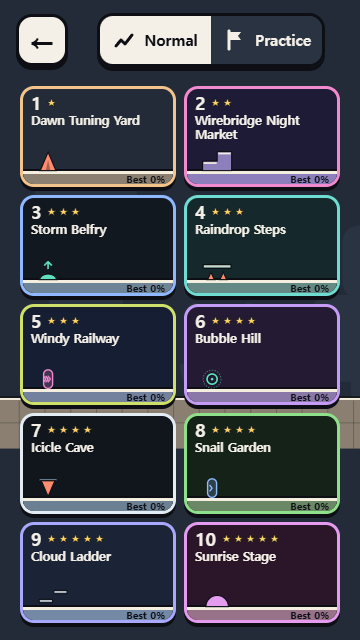 Normal
Practice
1
Dawn Tuning Yard
Best 0%
2
Wirebridge Night
Market
Best 0%
3
Storm Belfry
Best 0%
4
Raindrop Steps
Best 0%
5
Windy Railway
Best 0%
6
Bubble Hill
Best 0%
7
Icicle Cave
Best 0%
8
Snail Garden
Best 0%
9
Cloud Ladder
Best 0%
10
Sunrise Stage
Best 0%